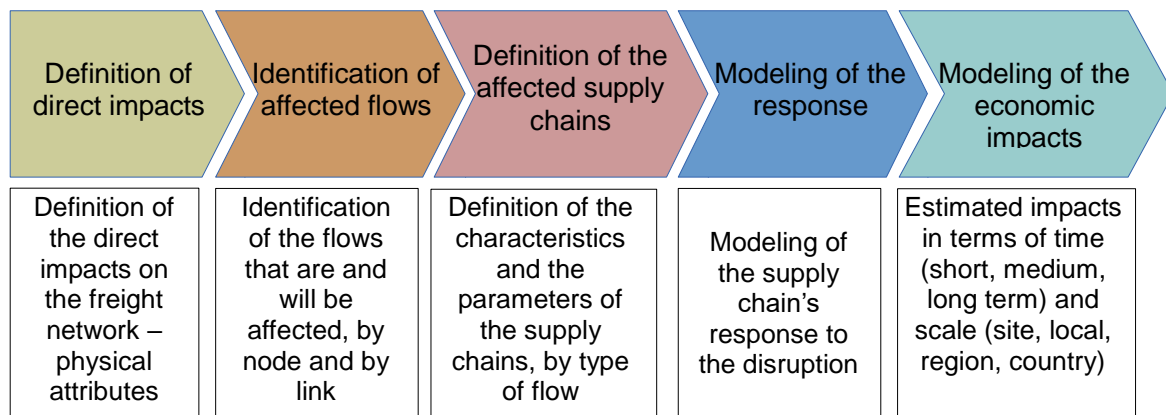 Definition of
direct impacts
Identification of
affected flows
Definition of the
affected supply
chains
Modeling of the
response
Modeling of the
economic
impacts
Definition of
the direct
impacts on
the freight
network –
physical
attributes
Identification
of the flows
that are and
will be
affected, by
node and by
link
Definition of the
characteristics
and the
parameters of
the supply
chains, by type
of flow
Modeling of
the supply
chain's
response to
the disruption
Estimated impacts
in terms of time
(short, medium,
long term) and
scale (site, local,
region, country)